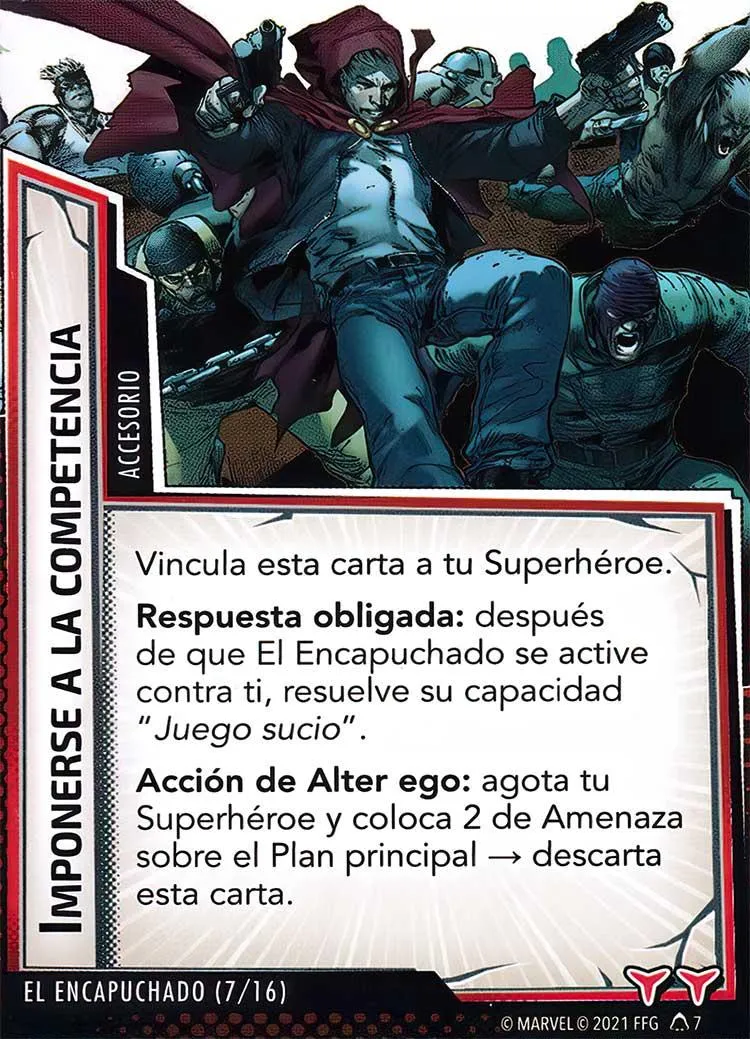 IMPONERSE A LA COMPETENCIA
ACCESORIO
Vincula esta carta a tu Superhéroe.
Respuesta obligada: después
de que El Encapuchado se active
contra ti, resuelve su capacidad
"Juego sucio".
Acción de Alter ego: agota tu
Superhéroe y coloca 2 de Amenaza
sobre el Plan principal → descarta
esta carta.
EL ENCAPUCHADO (7/16)
© MARVEL © 2021 FFG 7